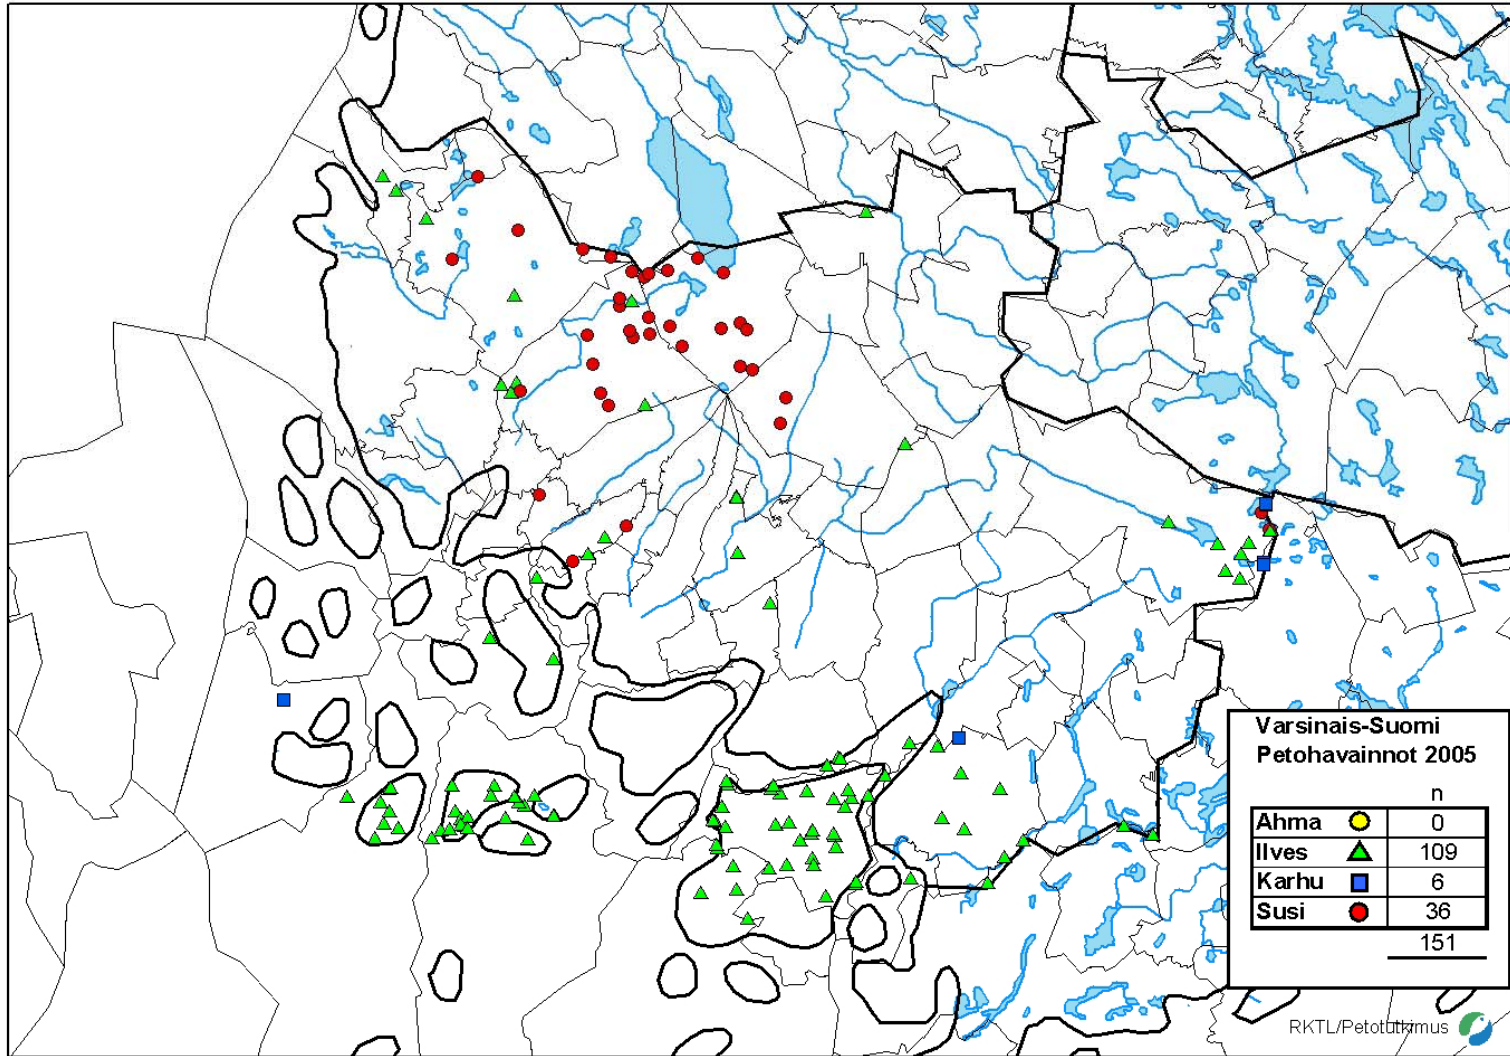 Varsinais-Suomi
Petohavainnot 2005
n
Ahma 0
Ilves 109
Karhu 6
Susi 36
151
RKTL/Petotutkimus